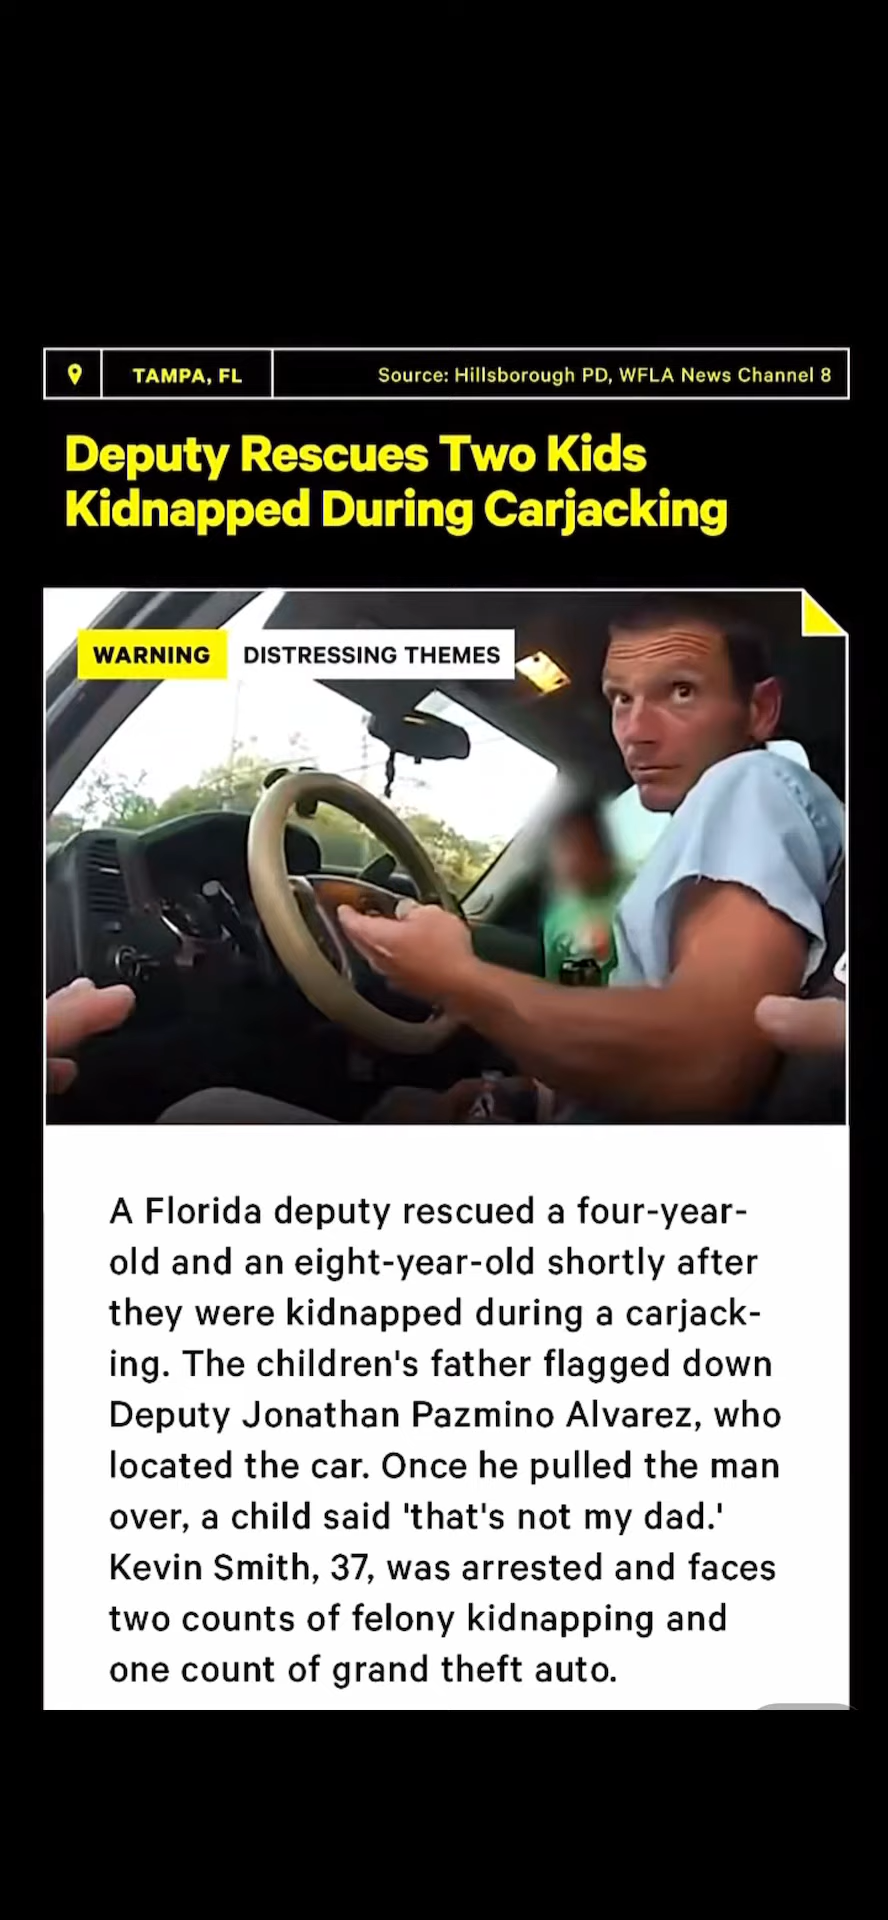 TAMPA, FL
Source: Hillsborough PD, WFLA News Channel 8
Deputy Rescues Two Kids
Kidnapped During Carjacking
WARNING
DISTRESSING THEMES
A Florida deputy rescued a four-year-
old and an eight-year-old shortly after
they were kidnapped during a carjack-
ing. The children's father flagged down
Deputy Jonathan Pazmino Alvarez, who
located the car. Once he pulled the man
over, a child said 'that's not my dad.'
Kevin Smith, 37, was arrested and faces
two counts of felony kidnapping and
one count of grand theft auto.